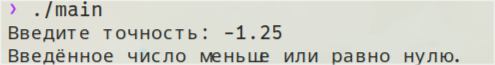 ❯ ./main
Введите точность: -1.25
Введённое число меньше или равно нулю.